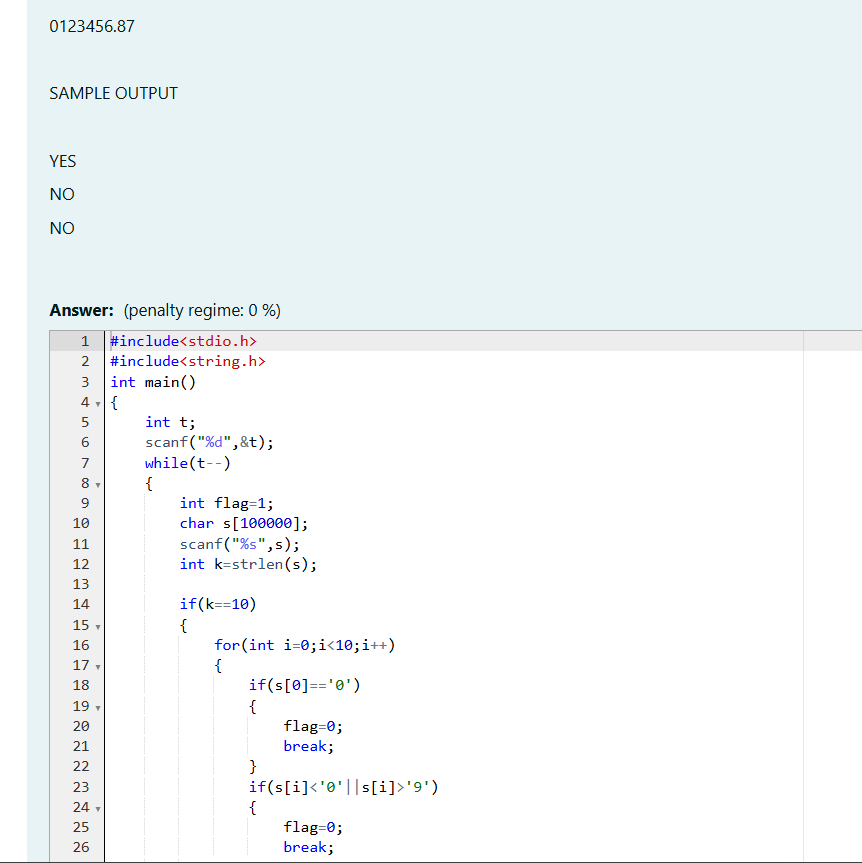 0123456.87
SAMPLE OUTPUT
YES
NO
NO
Answer: (penalty regime: 0 %)
1 #include<stdio.h>
2 #include<string.h>
3 int main()
4 {
5     int t;
6     scanf("%d",&t);
7     while(t--)
8     {
9         int flag=1;
10         char s[100000];
11         scanf("%s",s);
12         int k=strlen(s);
13
14         if(k==10)
15         {
16             for(int i=0;i<10;i++)
17             {
18                 if(s[0]=='0')
19                 {
20                     flag=0;
21                     break;
22                 }
23                 if(s[i]<'0'||s[i]>'9')
24                 {
25                     flag=0;
26                     break;